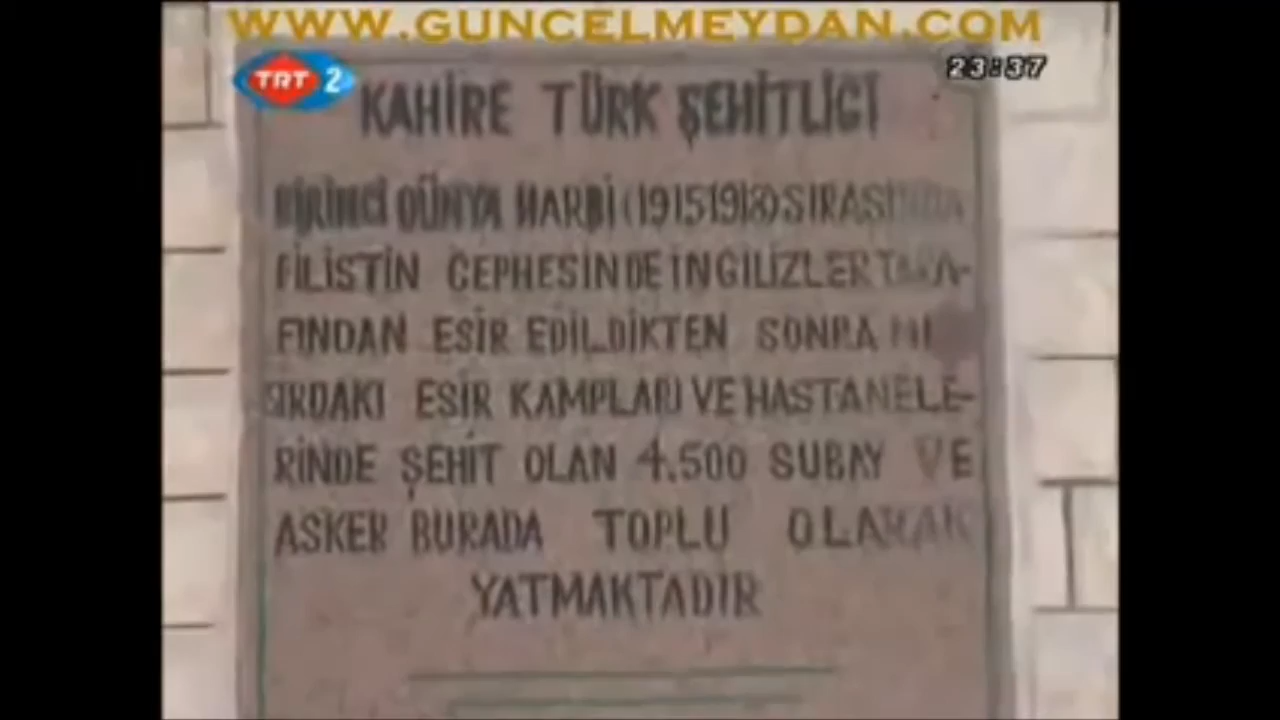 WWW.GUNCELMEYDAN.COM
TRT 2
23:37
KAHİRE TÜRK ŞEHİTLİĞİ
BİRİNCİ DÜNYA HARBİ (19151918) SIRASINDA
FİLİSTİN CEPHESİNDE İNGİLİZLER TARA-
FINDAN ESİR EDİLDİKTEN SONRA MI
SIRDAKI ESİR KAMPLARI VE HASTANELE-
RİNDE ŞEHİT OLAN 4.500 SUBAY VE
ASKER BURADA TOPLU OLARAK
YATMAKTADIR